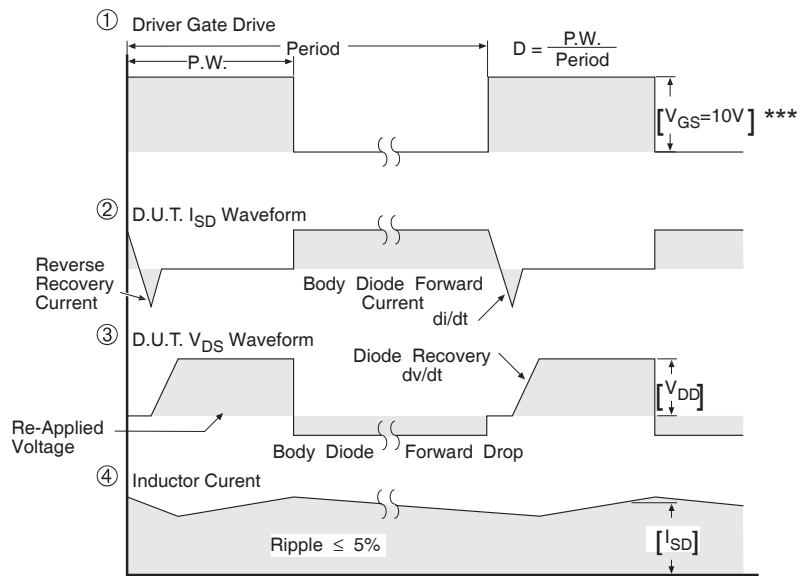 ① Driver Gate Drive
P.W.
Period
D = P.W.
Period
[VGS=10V] ***
② D.U.T. ISD Waveform
Reverse
Recovery
Current
Body Diode Forward
Current
di/dt
③ D.U.T. VDS Waveform
Diode Recovery
dv/dt
[VDD]
Re-Applied
Voltage
Body Diode Forward Drop
④ Inductor Curent
Ripple ≤ 5%
[ISD]